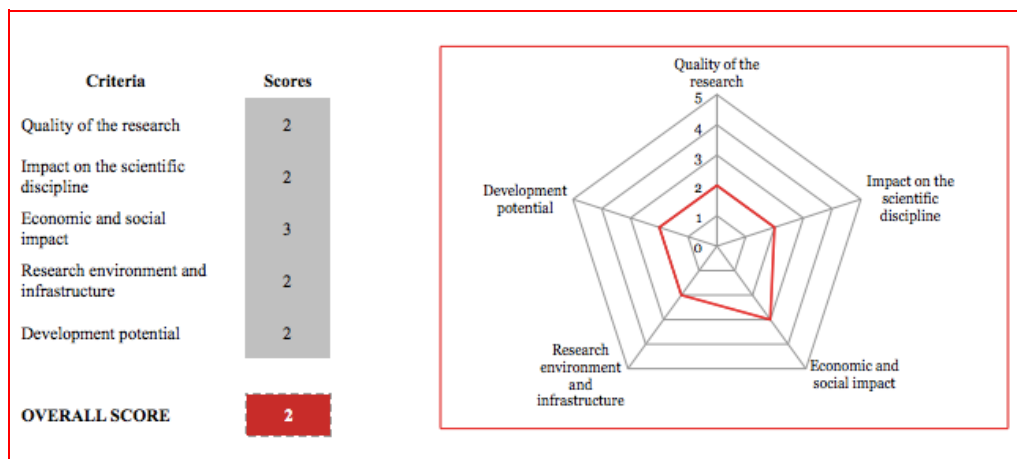 Criteria Scores
Quality of the research 2
Impact on the scientific
discipline
2
Economic and social
impact
3
Research environment and
infrastructure
2
Development potential 2
OVERALL SCORE 2
Quality of the
research
5
4
3
2
1
0
Impact on the
scientific
discipline
Economic and
social impact
Research
environment
and
infrastructure
Development
potential